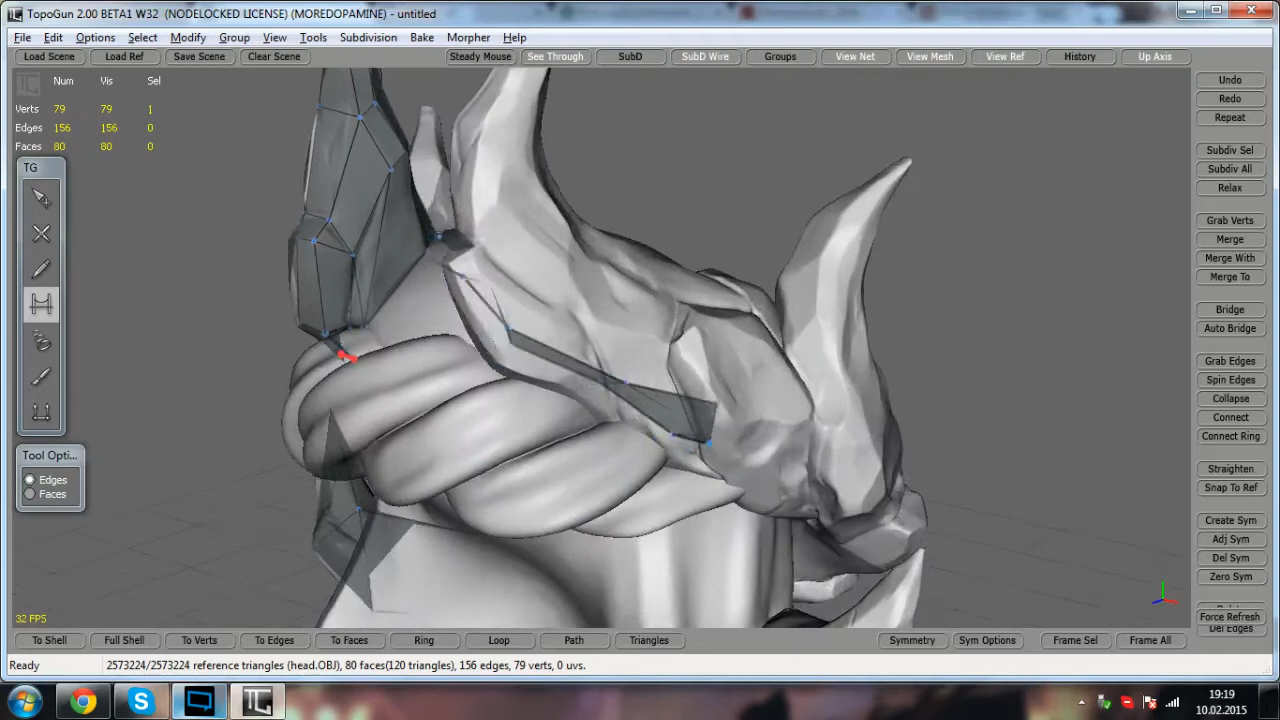 TopoGun 2.00 BETA1 W32 (NODELOCKED LICENSE) (MOREDOPAMINE) - untitled
File Edit Options Select Modify Group View Tools Subdivision Bake Morpher Help
Load Scene Load Ref Save Scene Clear Scene Steady Mouse See Through SubD SubD Wire Groups View Net View Mesh View Ref History Up Axis
Num Vis Sel
Verts 79 79 1
Edges 156 156 0
Faces 80 80 0
TG
Tool Opti...
Edges
Faces
32 FPS
Undo
Redo
Repeat
Subdiv Sel
Subdiv All
Relax
Grab Verts
Merge
Merge With
Merge To
Bridge
Auto Bridge
Grab Edges
Spin Edges
Collapse
Connect
Connect Ring
Straighten
Snap To Ref
Create Sym
Adj Sym
Del Sym
Zero Sym
Force Refresh
Del Edges
To Shell Full Shell To Verts To Edges To Faces Ring Loop Path Triangles Symmetry Sym Options Frame Sel Frame All
Ready 2573224/2573224 reference triangles (head.OBJ), 80 faces(120 triangles), 156 edges, 79 verts, 0 uvs.
19:19
10.02.2015